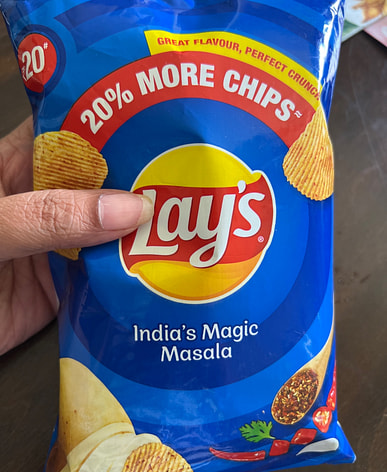 ₹20#
GREAT FLAVOUR, PERFECT CRUNCH
20% MORE CHIPS≈
Lay's®
India's Magic
Masala